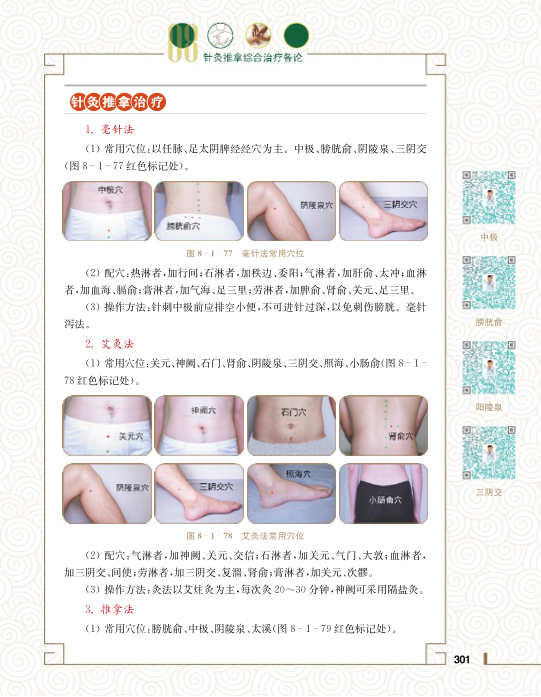 08
针灸推拿综合治疗各论
针灸推拿治疗
1. 毫针法
（1）常用穴位：以任脉、足太阴脾经经穴为主。中极、膀胱俞、阴陵泉、三阴交
（图 8-1-77 红色标记处）。
中极穴
膀胱俞穴
阴陵泉穴
三阴交穴
图 8-1-77 毫针法常用穴位
（2）配穴：热淋者，加行间；石淋者，加秩边、委阳；气淋者，加肝俞、太冲；血淋
者，加血海、膈俞；膏淋者，加气海、足三里；劳淋者，加脾俞、肾俞、关元、足三里。
（3）操作方法：针刺中极前应排空小便，不可进针过深，以免刺伤膀胱。毫针
泻法。
2. 艾灸法
（1）常用穴位：关元、神阙、石门、肾俞、阴陵泉、三阴交、照海、小肠俞（图 8-1-
78 红色标记处）。
关元穴
神阙穴
石门穴
肾俞穴
阴陵泉穴
三阴交穴
照海穴
小肠俞穴
图 8-1-78 艾灸法常用穴位
（2）配穴：气淋者，加神阙、关元、交信；石淋者，加关元、气门、大敦；血淋者，
加三阴交、间使；劳淋者，加三阴交、复溜、肾俞；膏淋者，加关元、次髎。
（3）操作方法：灸法以艾炷灸为主，每次灸 20～30 分钟，神阙可采用隔盐灸。
3. 推拿法
（1）常用穴位：膀胱俞、中极、阴陵泉、太溪（图 8-1-79 红色标记处）。
中极
膀胱俞
阳陵泉
三阴交
301